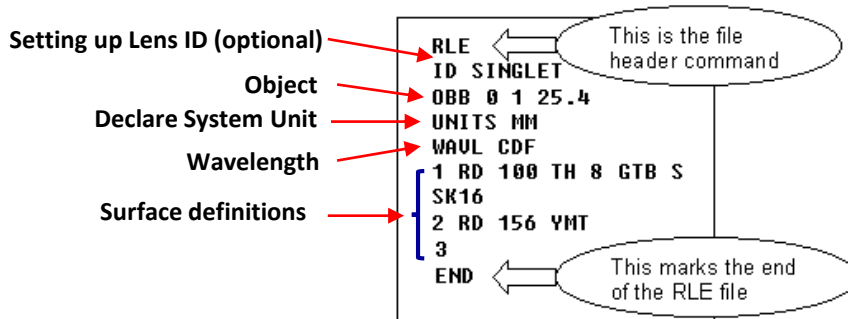 Setting up Lens ID (optional)
Object
Declare System Unit
Wavelength
Surface definitions
RLE
ID SINGLET
OBB 0 1 25.4
UNITS MM
WAVL CDF
1 RD 100 TH 8 GTB S
SK16
2 RD 156 YMT
3
END
This is the file
header command
This marks the end
of the RLE file